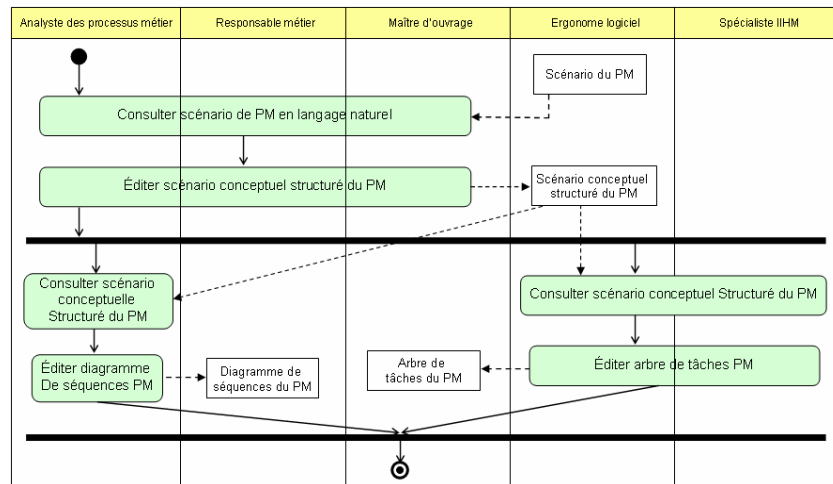 Analyste des processus métier
Responsable métier
Maître d'ouvrage
Ergonome logiciel
Spécialiste IIHM
Scénario du PM
Consulter scénario de PM en langage naturel
Éditer scénario conceptuel structuré du PM
Scénario conceptuel
structuré du PM
Consulter scénario
conceptuelle
Structuré du PM
Consulter scénario conceptuel Structuré du PM
Éditer diagramme
De séquences PM
Diagramme de
séquences du PM
Arbre de
tâches du PM
Éditer arbre de tâches PM